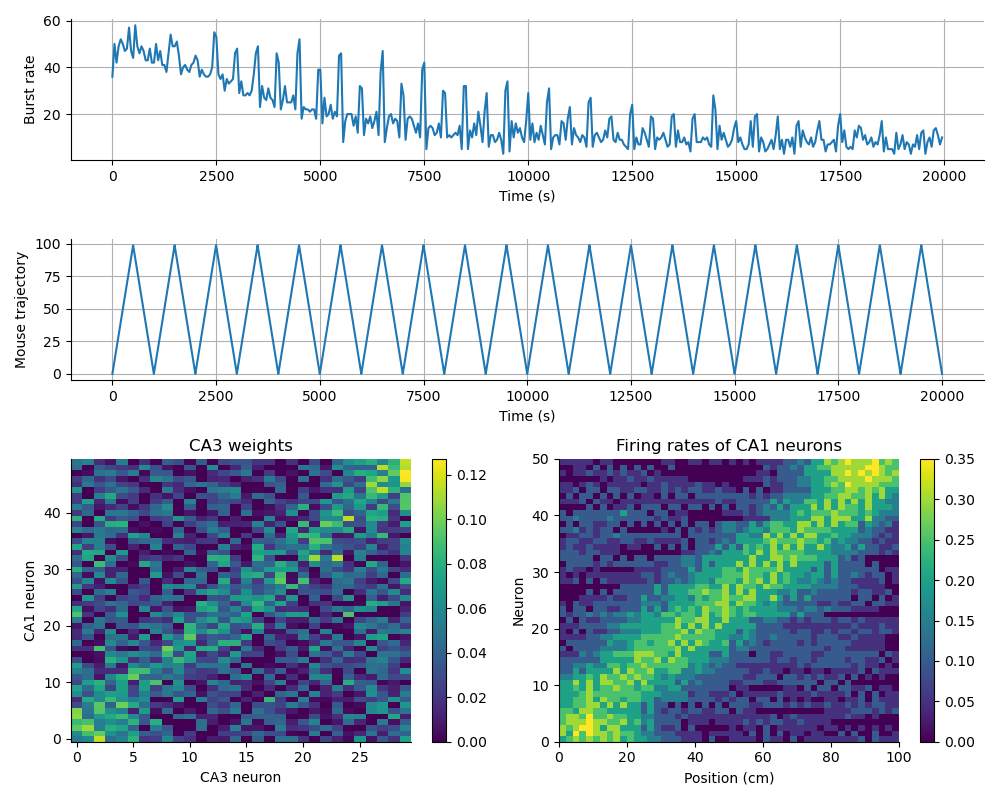 60
40
20
Burst rate
0 2500 5000 7500 10000 12500 15000 17500 20000
Time (s)
100
75
50
25
0
Mouse trajectory
0 2500 5000 7500 10000 12500 15000 17500 20000
Time (s)
CA3 weights
40
30
20
10
0
CA1 neuron
0 5 10 15 20 25
CA3 neuron
0.12
0.10
0.08
0.06
0.04
0.02
0.00
Firing rates of CA1 neurons
50
40
30
20
10
0
Neuron
0 20 40 60 80 100
Position (cm)
0.35
0.30
0.25
0.20
0.15
0.10
0.05
0.00